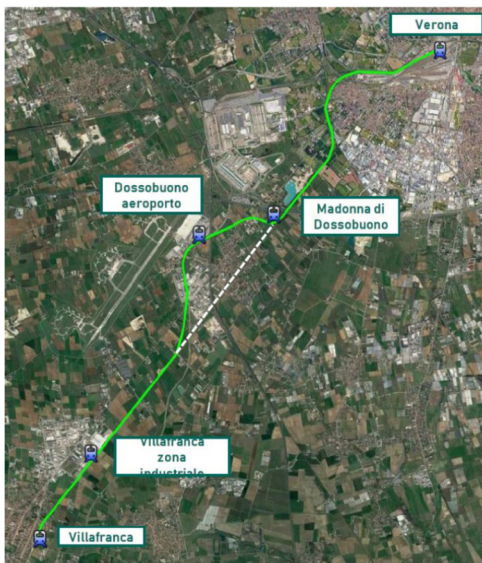 Verona
Dossobuono
aeroporto
Madonna di
Dossobuono
Villafranca
zona
industriale
Villafranca